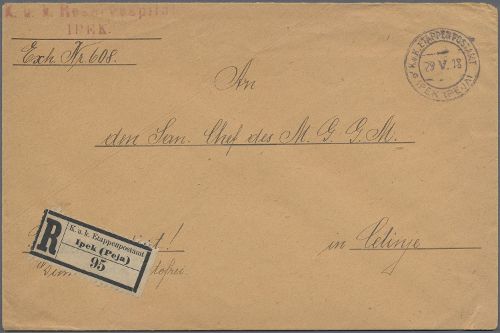 K. u. k. Reservespital
IPEK.
Exh. Nr. 608.
K.u.K. ETAPPENPOSTAMT
29 V. 18
IPEK (PEJA)
An
den San. Chef des M. G. G. M.
R
K. u. k. Etappenpostamt
Ipek (Peja)
95
in Cetinje